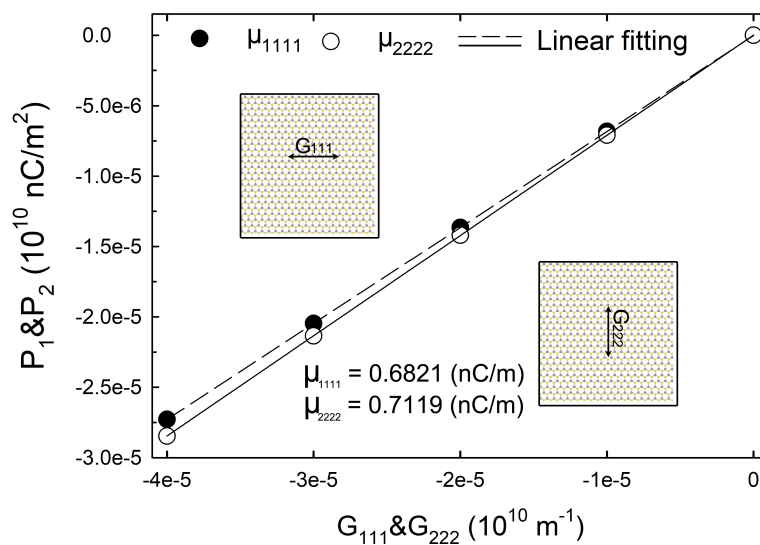 μ1111 μ2222 Linear fitting
P1&P2 (10^10 nC/m^2)
0.0
-5.0e-6
-1.0e-5
-1.5e-5
-2.0e-5
-2.5e-5
-3.0e-5
G111
G222
μ1111 = 0.6821 (nC/m)
μ2222 = 0.7119 (nC/m)
-4e-5 -3e-5 -2e-5 -1e-5 0
G111&G222 (10^10 m^-1)